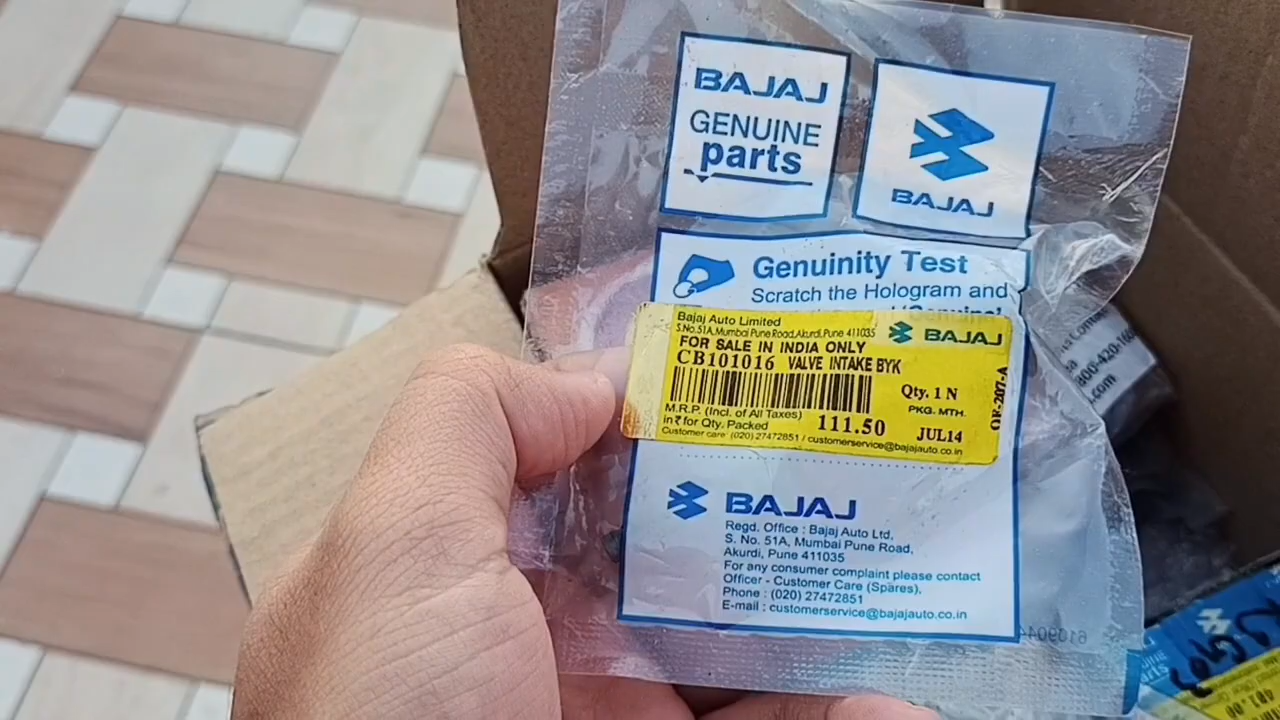 BAJAJ
GENUINE
parts
BAJAJ
Genuinity Test
Scratch the Hologram and
Bajaj Auto Limited
S.No.51A,Mumbai Pune Road,Akurdi,Pune 411035
BAJAJ
FOR SALE IN INDIA ONLY
CB101016 VALVE INTAKE BYK
Qty. 1 N
PKG. MTH.
M.R.P. (Incl. of All Taxes)
in ₹ for Qty. Packed
111.50
JUL14
Customer care: (020) 27472851 / customerservice@bajajauto.co.in
BAJAJ
Regd. Office : Bajaj Auto Ltd,
S. No. 51A, Mumbai Pune Road,
Akurdi, Pune 411035
For any consumer complaint please contact
Officer - Customer Care (Spares),
Phone : (020) 27472851
E-mail : customerservice@bajajauto.co.in